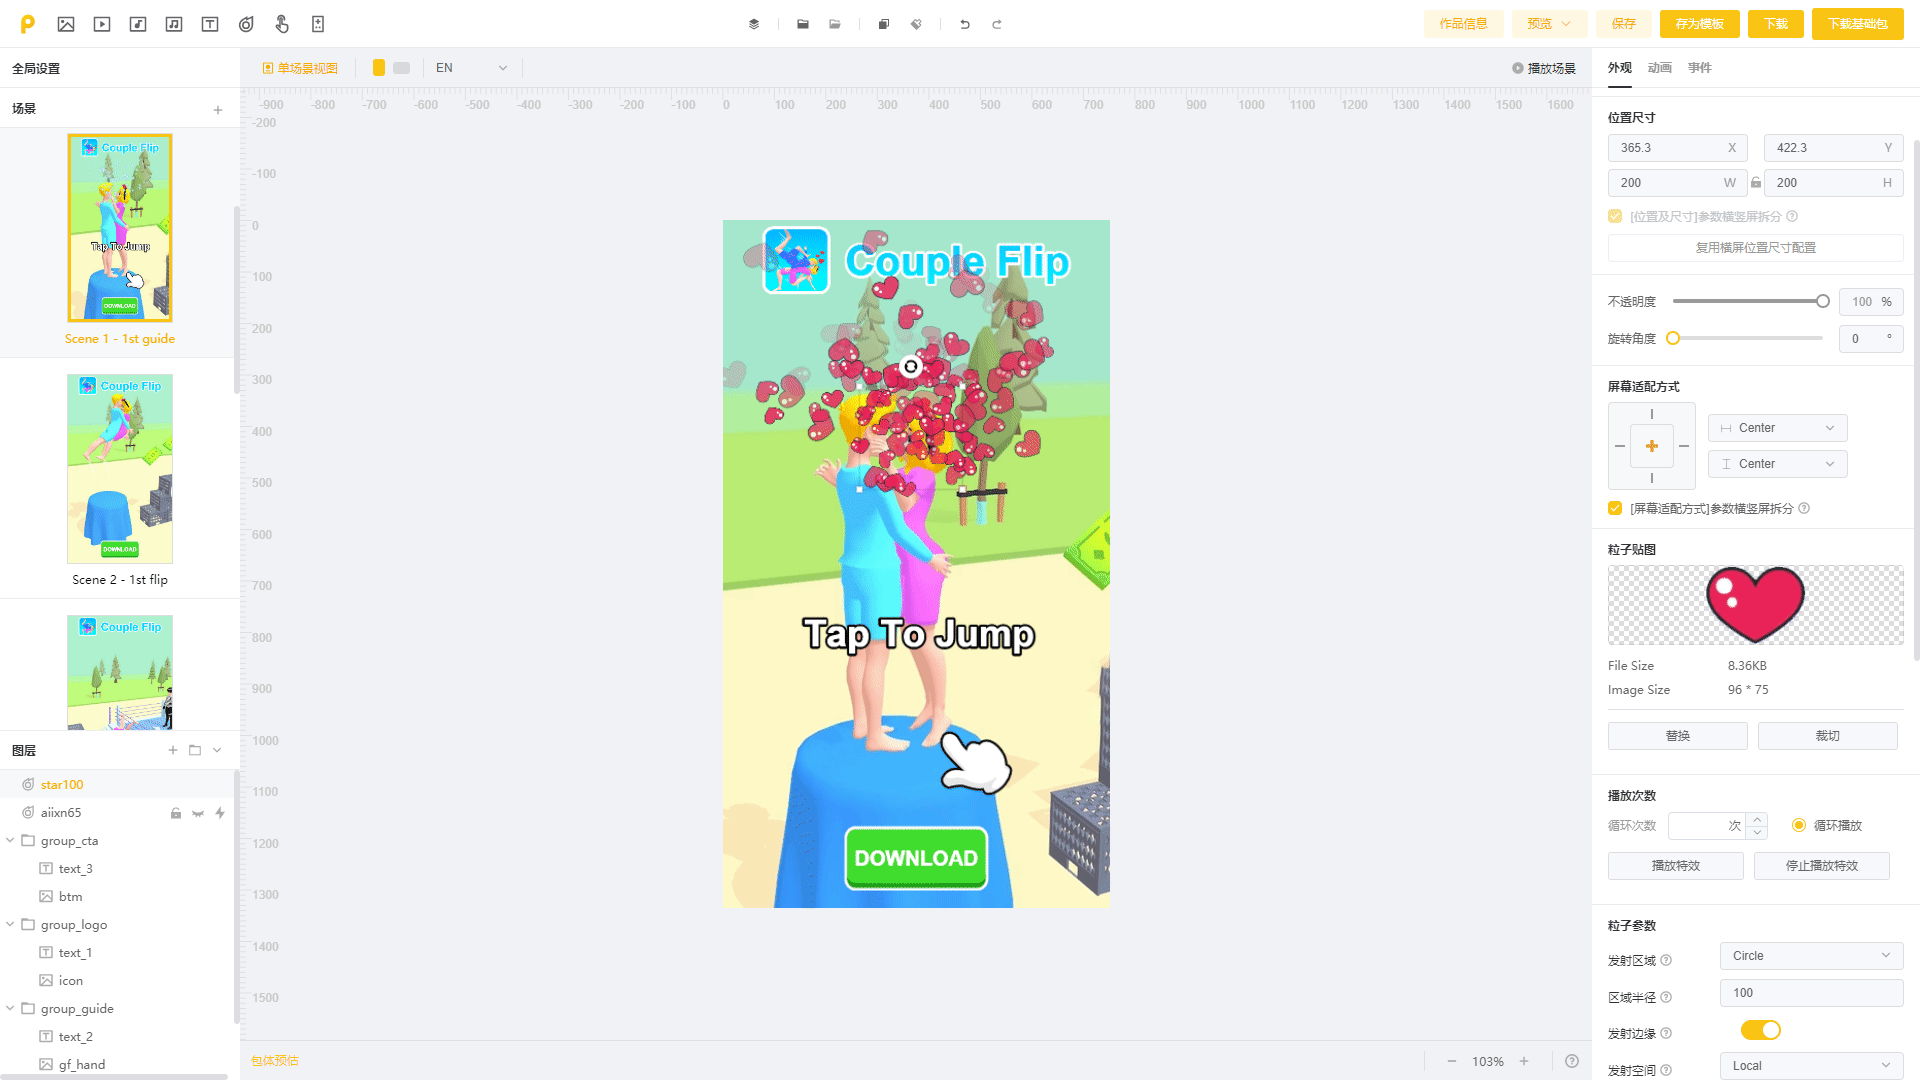 作品信息
预览
保存
存为模板
下载
下载基础包
全局设置
单场景视图
EN
播放场景
外观
动画
事件
场景
-900 -800 -700 -600 -500 -400 -300 -200 -100 0 100 200 300 400 500 600 700 800 900 1000 1100 1200 1300 1400 1500 1600
-200
-100
0
100
200
300
400
500
600
700
800
900
1000
1100
1200
1300
1400
1500
Couple Flip
Tap To Jump
DOWNLOAD
Scene 1 - 1st guide
Couple Flip
DOWNLOAD
Scene 2 - 1st flip
Couple Flip
图层
star100
aiixn65
group_cta
text_3
btm
group_logo
text_1
icon
group_guide
text_2
gf_hand
Couple Flip
Tap To Jump
DOWNLOAD
包体预估
103%
位置尺寸
365.3 X
422.3 Y
200 W
200 H
[位置及尺寸]参数横竖屏拆分
复用横屏位置尺寸配置
不透明度
100 %
旋转角度
0 °
屏幕适配方式
Center
Center
[屏幕适配方式]参数横竖屏拆分
粒子贴图
File Size 8.36KB
Image Size 96 * 75
替换
裁切
播放次数
循环次数
次
循环播放
播放特效
停止播放特效
粒子参数
发射区域
Circle
区域半径
100
发射边缘
发射空间
Local